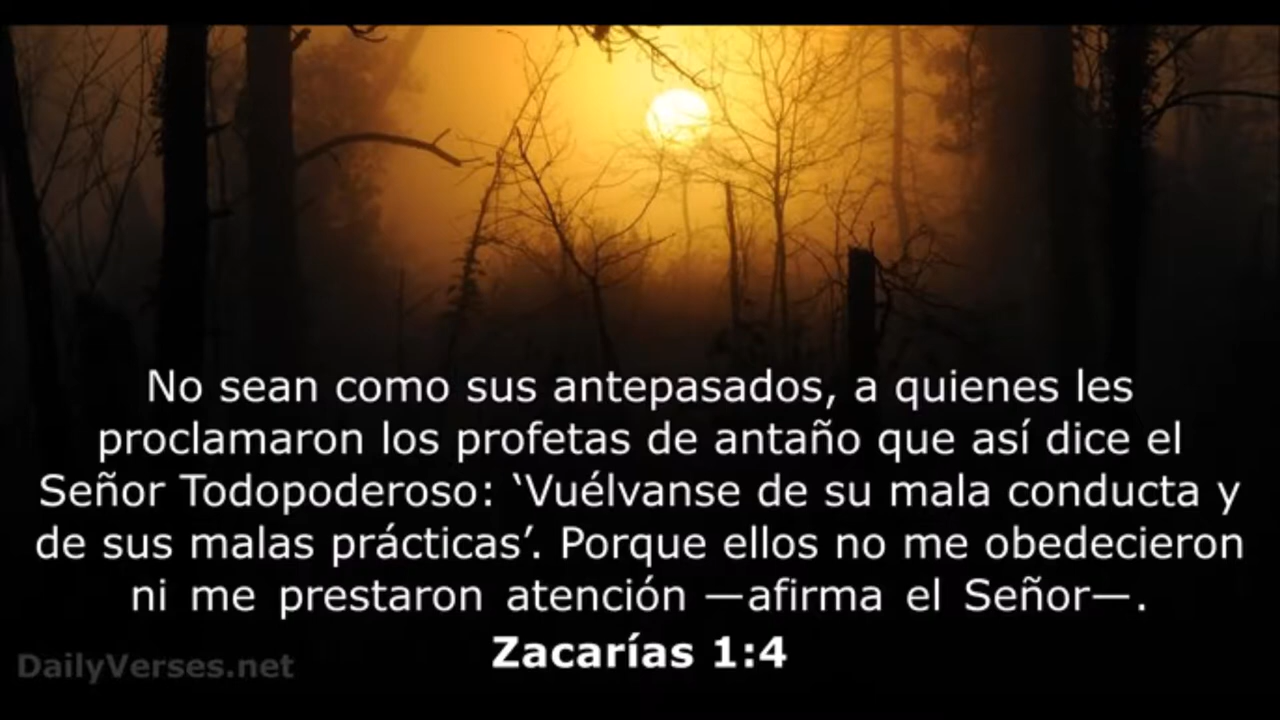 No sean como sus antepasados, a quienes les
proclamaron los profetas de antaño que así dice el
Señor Todopoderoso: ‘Vuélvanse de su mala conducta y
de sus malas prácticas’. Porque ellos no me obedecieron
ni me prestaron atención —afirma el Señor—.
Zacarías 1:4
DailyVerses.net